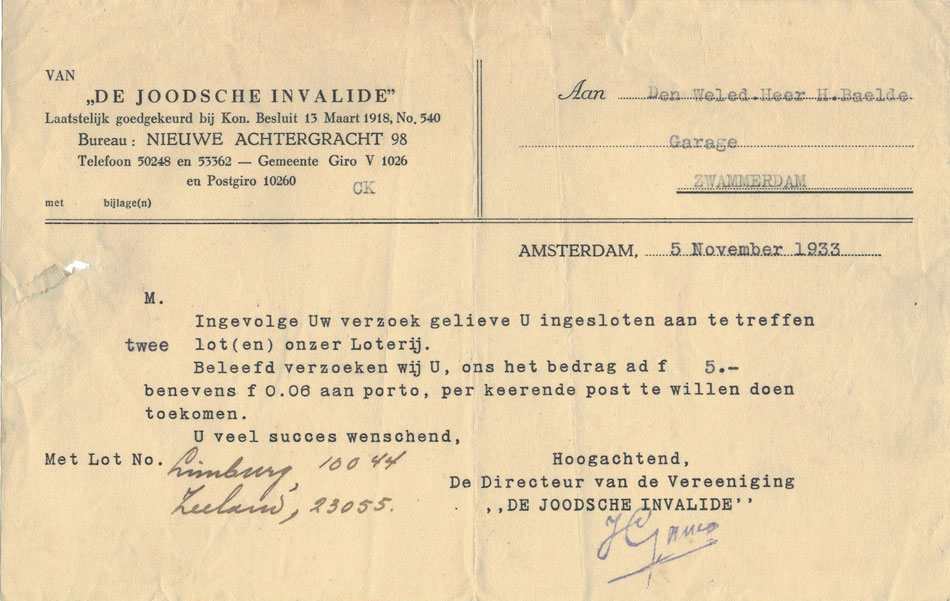 VAN
„DE JOODSCHE INVALIDE”
Laatstelijk goedgekeurd bij Kon. Besluit 13 Maart 1918, No. 540
Bureau: NIEUWE ACHTERGRACHT 98
Telefoon 50248 en 53362 — Gemeente Giro V 1026
en Postgiro 10260
CK
met bijlage(n)
Aan Den Weled.Heer H.Baelde.
Garage
ZWAMMERDAM
AMSTERDAM, 5 November 1933
M.
Ingevolge Uw verzoek gelieve U ingesloten aan te treffen
twee lot(en) onzer Loterij.
Beleefd verzoeken wij U, ons het bedrag ad f 5.-
benevens f 0.06 aan porto, per keerende post te willen doen
toekomen.
U veel succes wenschend,
Met Lot No. Limburg, 10044
Zeeland, 23055.
Hoogachtend,
De Directeur van de Vereeniging
,,DE JOODSCHE INVALIDE''